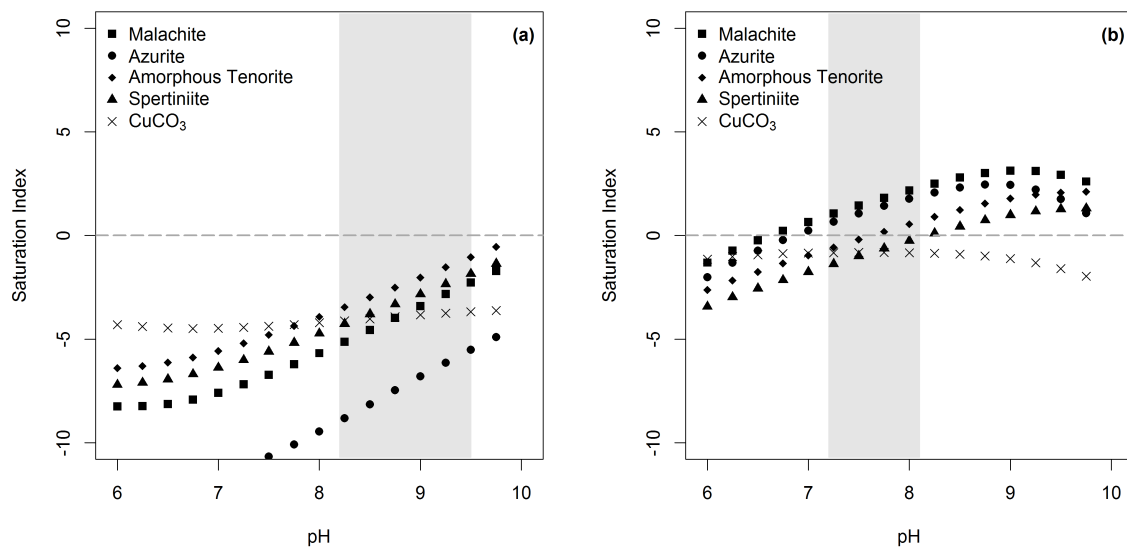 10
5
0
-5
-10
Saturation Index
Malachite
Azurite
Amorphous Tenorite
Spertiniite
CuCO₃
(a)
6 7 8 9 10
pH
10
5
0
-5
-10
Saturation Index
Malachite
Azurite
Amorphous Tenorite
Spertiniite
CuCO₃
(b)
6 7 8 9 10
pH